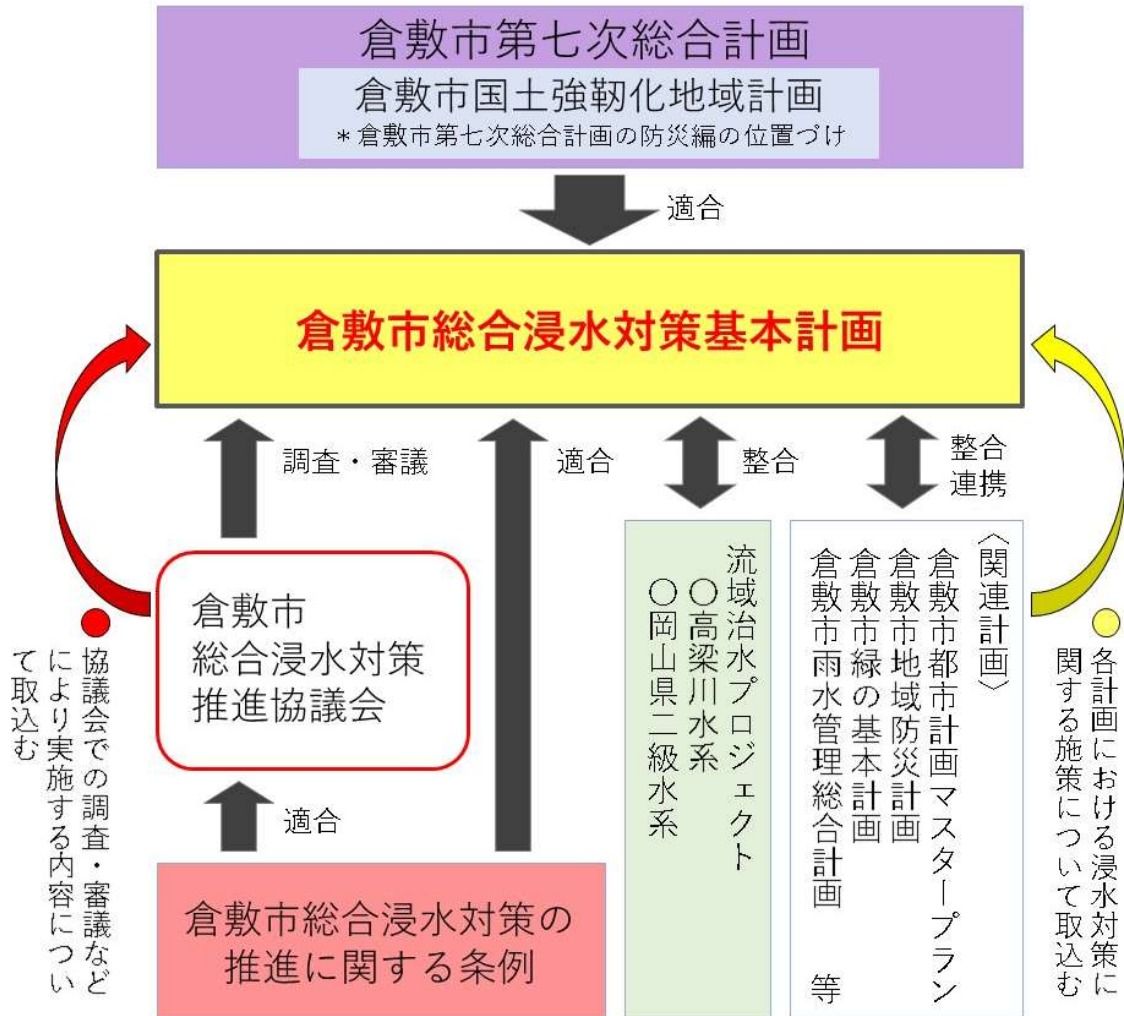 倉敷市第七次総合計画
倉敷市国土強靱化地域計画
*倉敷市第七次総合計画の防災編の位置づけ
適合
倉敷市総合浸水対策基本計画
調査・審議
適合
整合
整合
連携
倉敷市
総合浸水対策
推進協議会
適合
倉敷市総合浸水対策の
推進に関する条例
流域治水プロジェクト
○高梁川水系
○岡山県二級水系
〈関連計画〉
倉敷市都市計画マスタープラン
倉敷市地域防災計画
倉敷市緑の基本計画
倉敷市雨水管理総合計画 等
協議会での調査・審議など
により実施する内容につい
て取込む
各計画における浸水対策に
関する施策について取込む